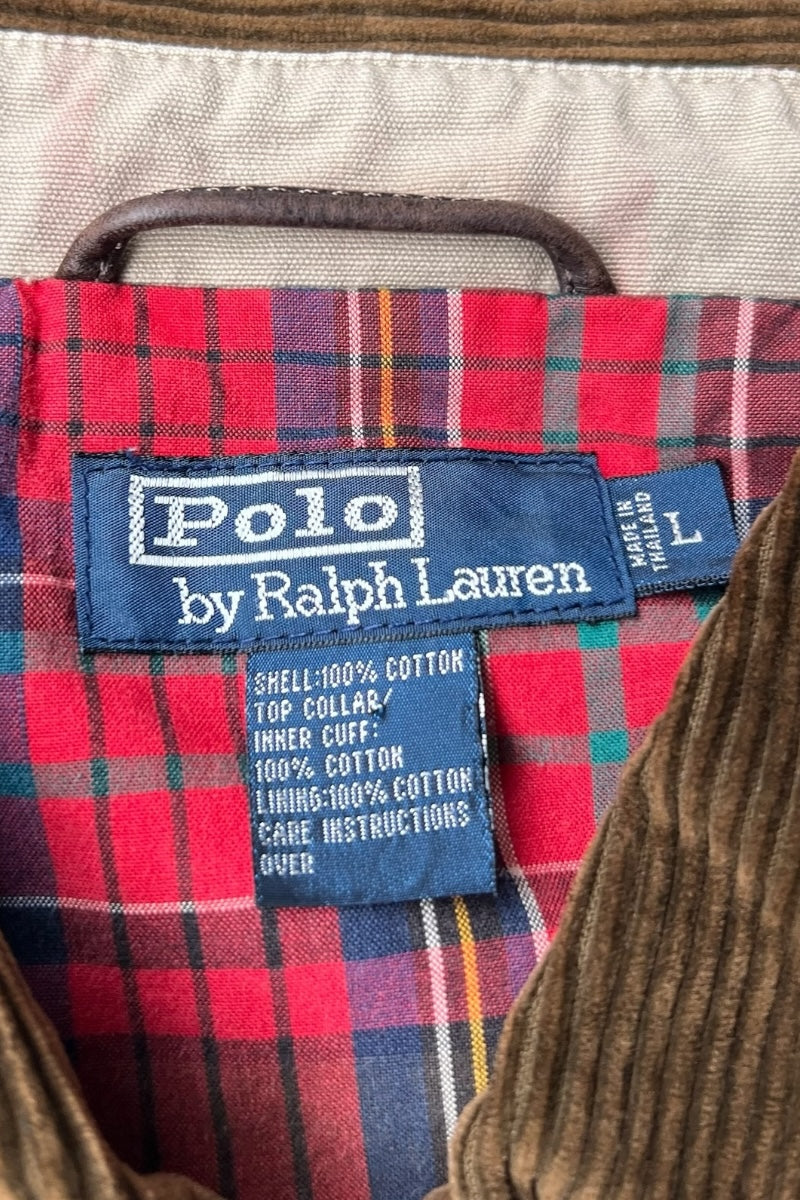 Polo
by Ralph Lauren
MADE IN
THAILAND
L
SHELL:100% COTTON
TOP COLLAR/
INNER CUFF:
100% COTTON
LINING:100% COTTON
CARE INSTRUCTIONS
OVER